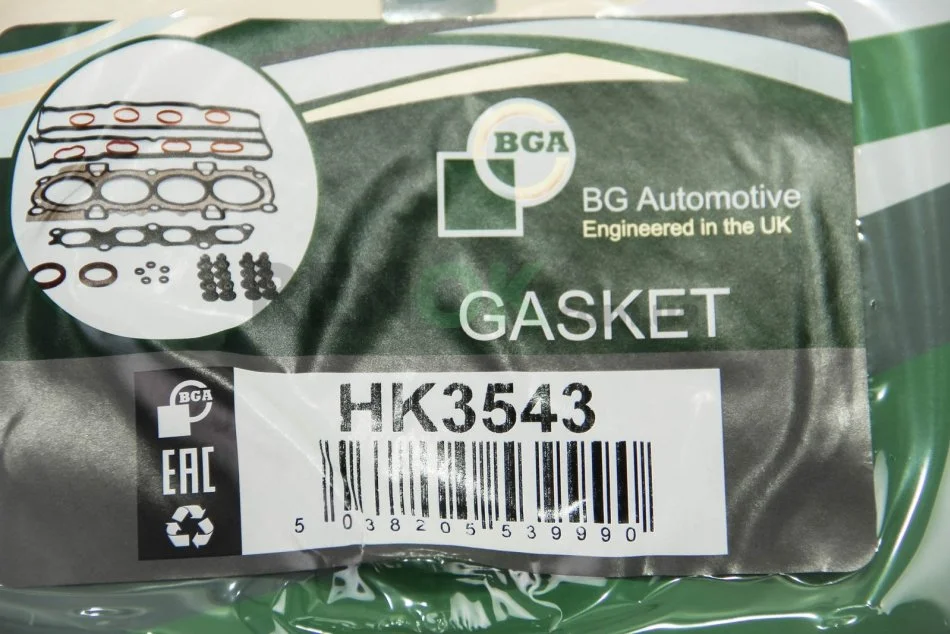 BGA
BG Automotive
Engineered in the UK
GASKET
BGA
HK3543
EAC
5 038205 539990